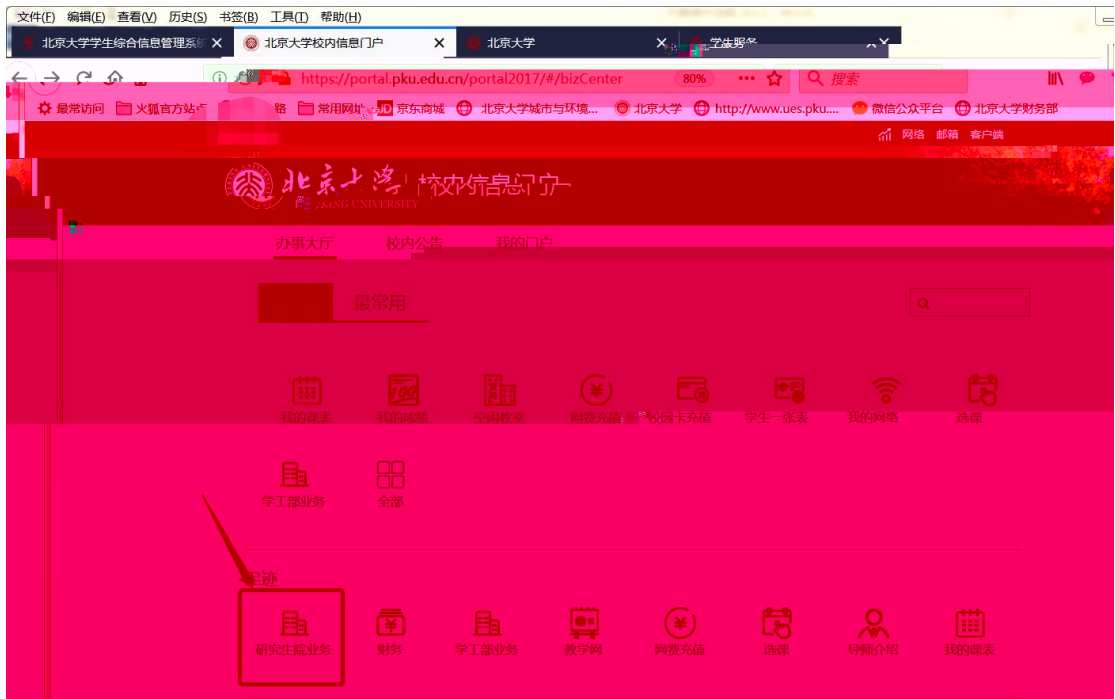 文件(F) 编辑(E) 查看(V) 历史(S) 书签(B) 工具(T) 帮助(H)
北京大学学生综合信息管理系统 北京大学校内信息门户 北京大学 学生服务
https://portal.pku.edu.cn/portal2017/#/bizCenter 80% 搜索
最常访问 火狐官方站点 路 常用网址 JD 京东商城 北京大学城市与环境... 北京大学 http://www.ues.pku.... 微信公众平台 北京大学财务部
网络 邮箱 客户端
北京大学 校内信息门户
PEKING UNIVERSITY
办事大厅 校内公告 我的门户
最常用
100
我的课表 我的成绩 空闲教室 网费充值 校园卡充值 学生一张表 我的网络 选课
学工部业务 全部
足迹
研究生院业务 财务 学工部业务 教学网 网费充值 选课 导师介绍 我的课表